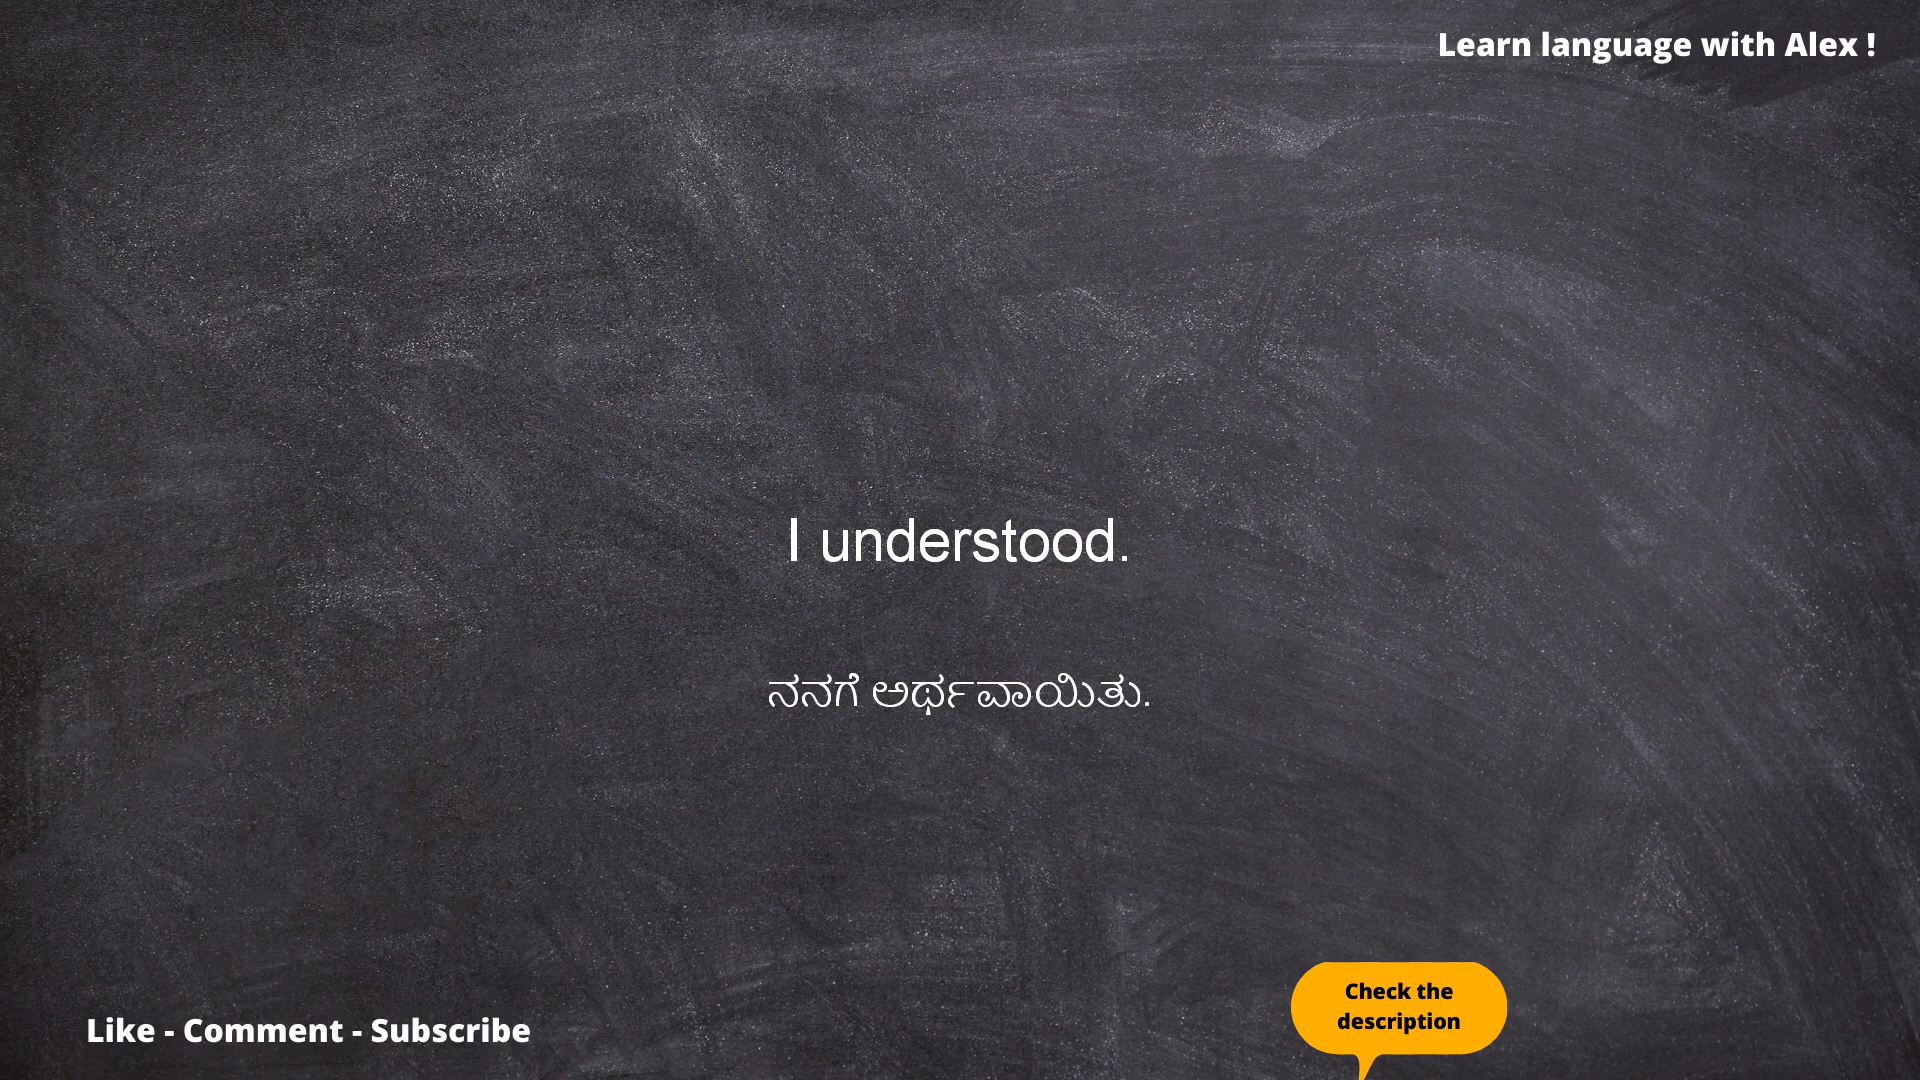 Learn language with Alex !
I understood.
ನನಗೆ ಅರ್ಥವಾಯಿತು.
Check the
description
Like - Comment - Subscribe